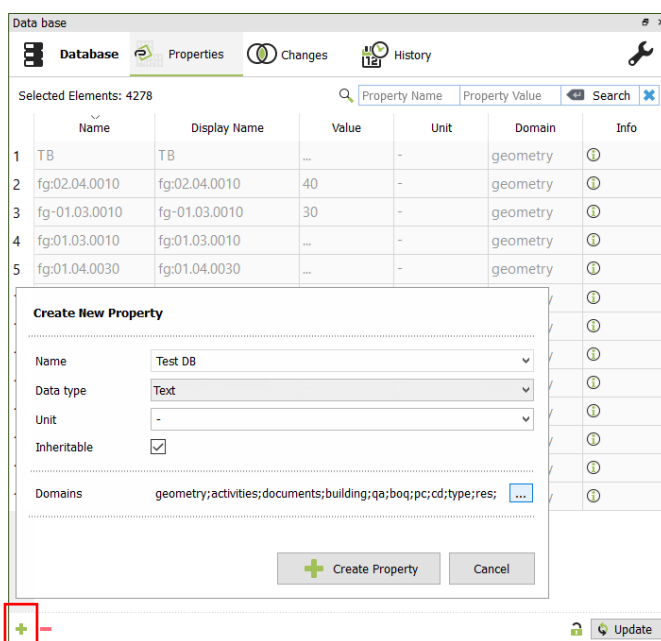 Data base
Database Properties Changes 12 History
Selected Elements: 4278 Property Name Property Value Search
Name Display Name Value Unit Domain Info
1 TB TB ... - geometry
2 fg:02.04.0010 fg:02.04.0010 40 - geometry
3 fg-01.03.0010 fg-01.03.0010 30 - geometry
4 fg:01.03.0010 fg:01.03.0010 ... - geometry
5 fg:01.04.0030 fg:01.04.0030 ... - geometry
Create New Property
Name Test DB
Data type Text
Unit -
Inheritable
Domains geometry;activities;documents;building;qa;boq;pc;cd;type;res; ...
Create Property Cancel
Update